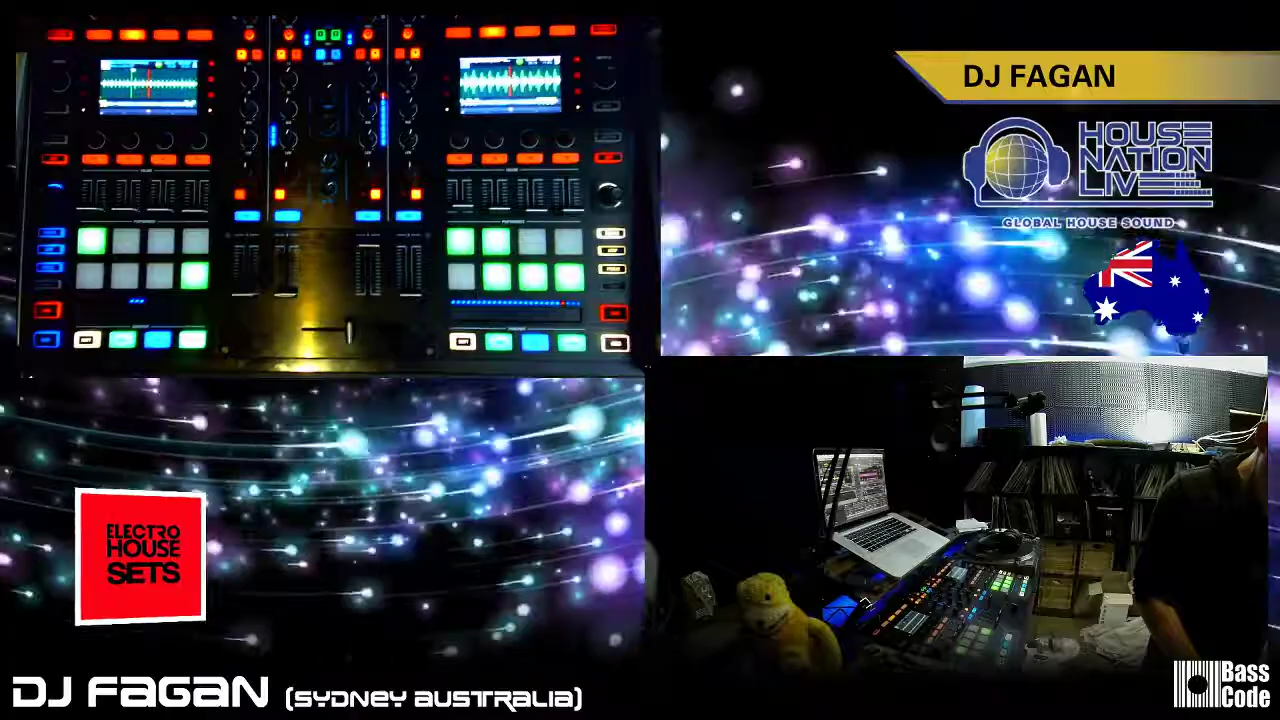 DJ FAGAN
HOUSE
NATION
LIVE
GLOBAL HOUSE SOUND
ELECTRO
HOUSE
SETS
DJ FAGAN (SYDNEY AUSTRALIA)
Bass
Code